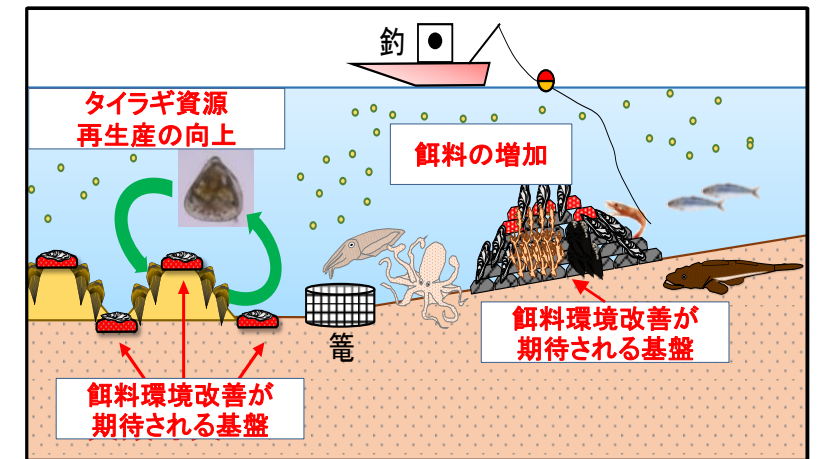 釣
タイラギ資源
再生産の向上
餌料の増加
餌料環境改善が
期待される基盤
篭
餌料環境改善が
期待される基盤